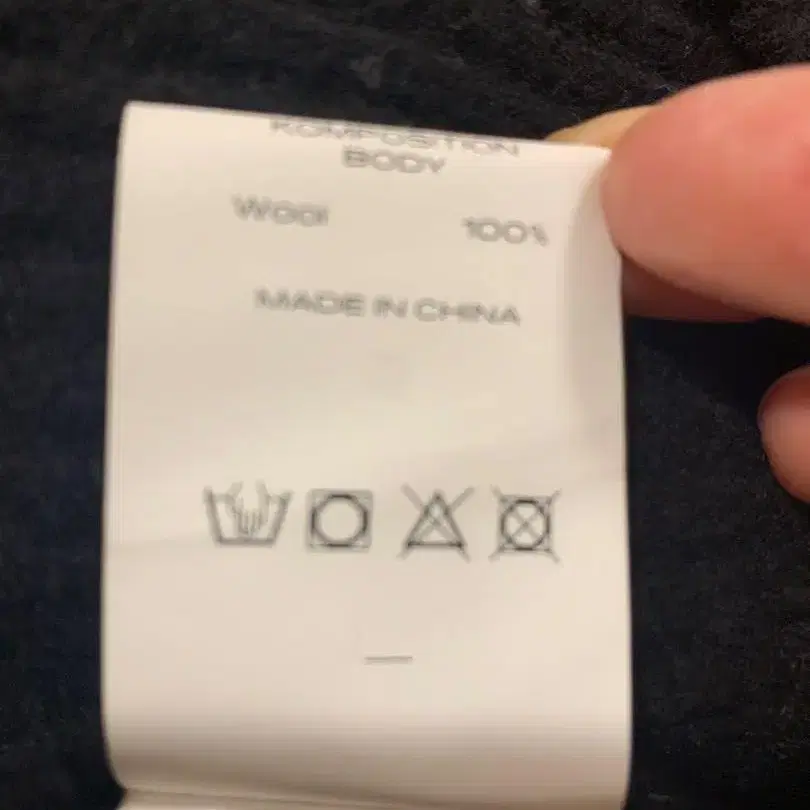 KOMPOSITION
BODY
Wool 100%
MADE IN CHINA